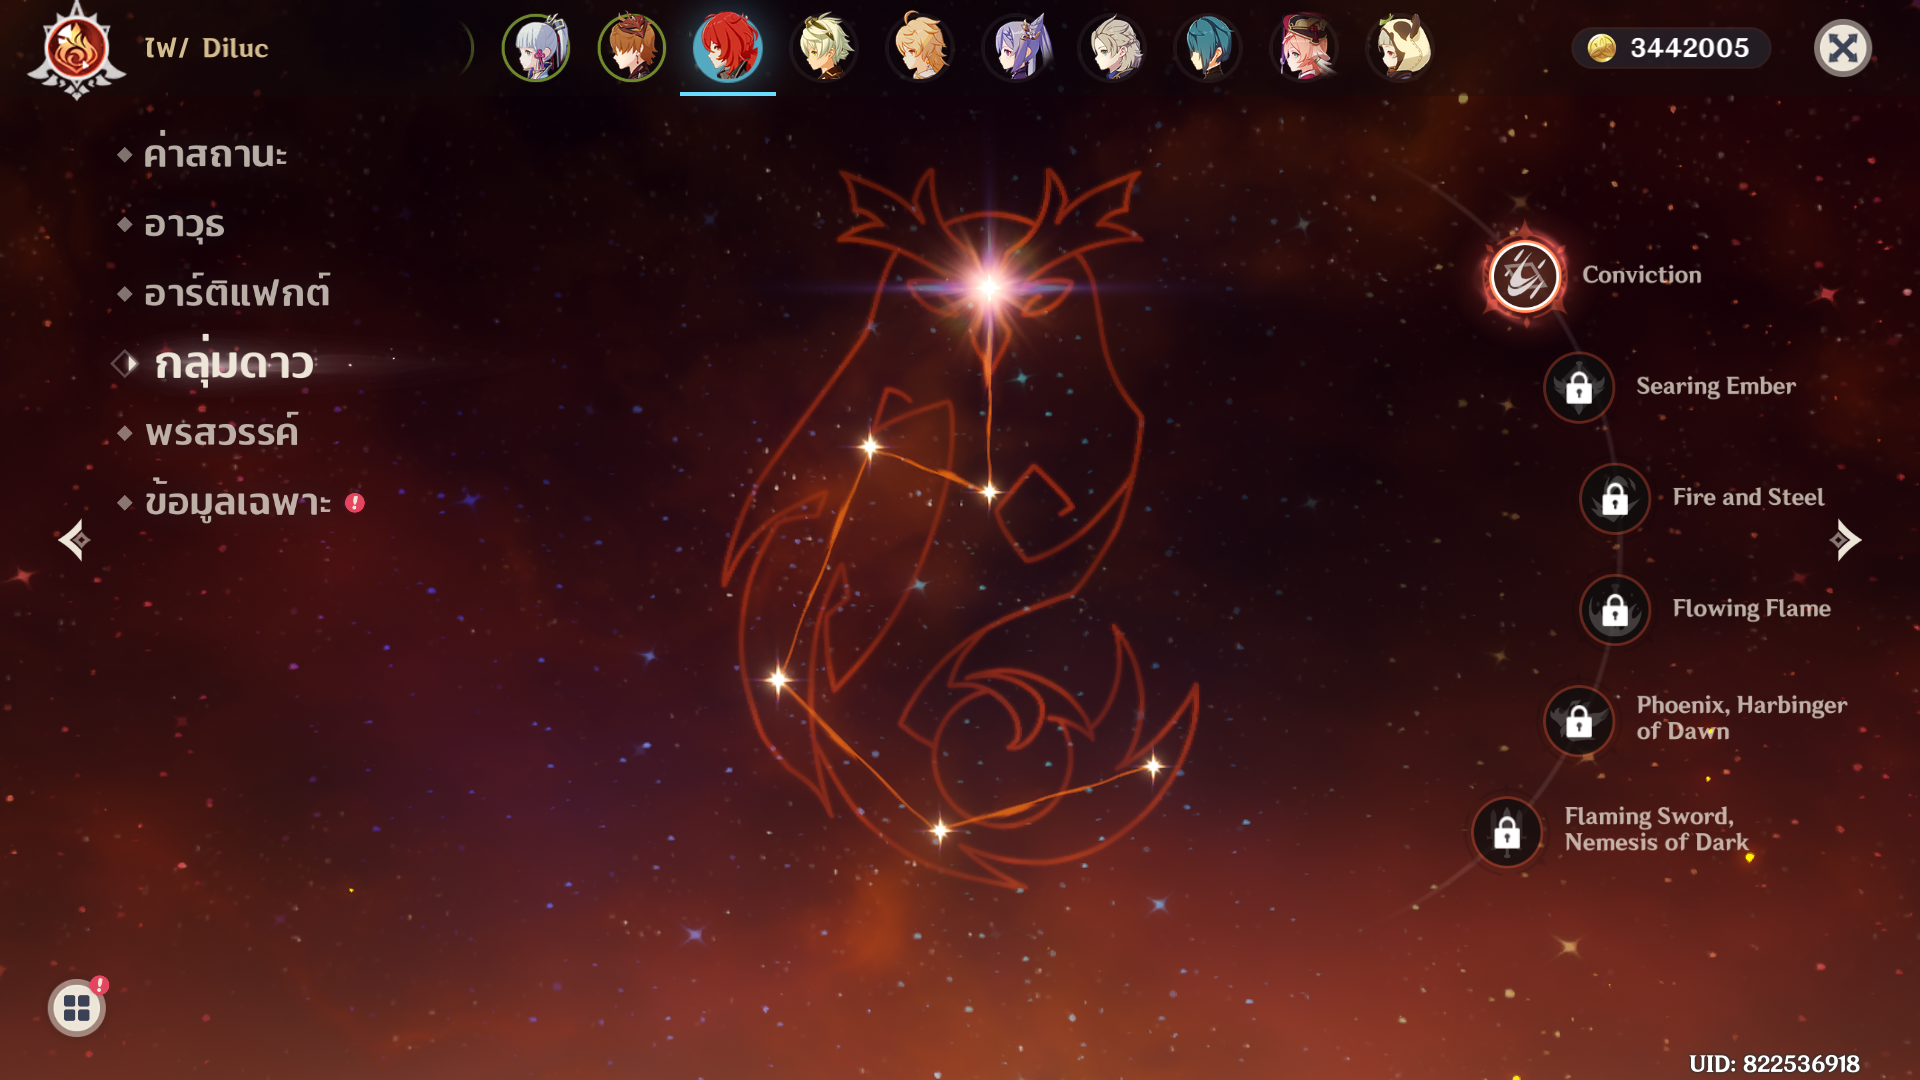 ไฟ/ Diluc
3442005
ค่าสถานะ
อาวุธ
อาร์ติแฟกต์
กลุ่มดาว
พรสวรรค์
ข้อมูลเฉพาะ
Conviction
Searing Ember
Fire and Steel
Flowing Flame
Phoenix, Harbinger
of Dawn
Flaming Sword,
Nemesis of Dark
UID: 822536918